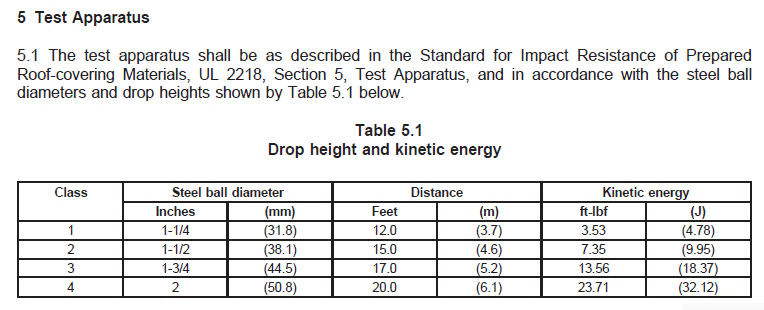 5 Test Apparatus
5.1 The test apparatus shall be as described in the Standard for Impact Resistance of Prepared
Roof-covering Materials, UL 2218, Section 5, Test Apparatus, and in accordance with the steel ball
diameters and drop heights shown by Table 5.1 below.
Table 5.1
Drop height and kinetic energy
Class Steel ball diameter Distance Kinetic energy
Inches (mm) Feet (m) ft-lbf (J)
1 1-1/4 (31.8) 12.0 (3.7) 3.53 (4.78)
2 1-1/2 (38.1) 15.0 (4.6) 7.35 (9.95)
3 1-3/4 (44.5) 17.0 (5.2) 13.56 (18.37)
4 2 (50.8) 20.0 (6.1) 23.71 (32.12)